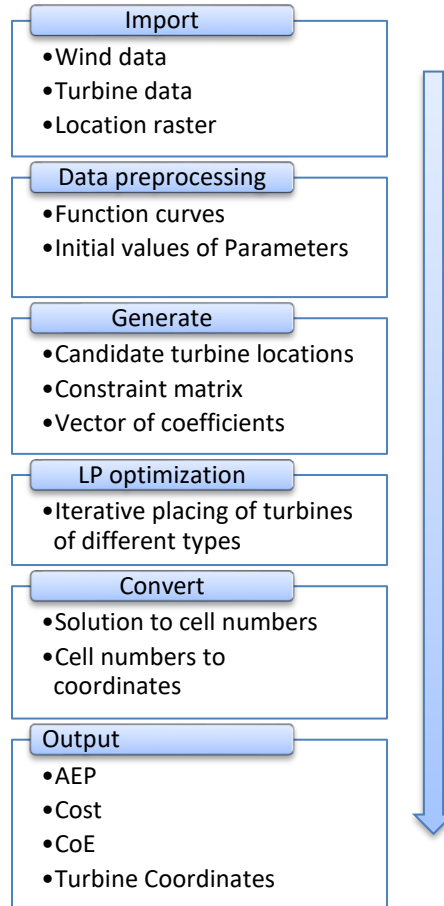 Import
•Wind data
•Turbine data
•Location raster
Data preprocessing
•Function curves
•Initial values of Parameters
Generate
•Candidate turbine locations
•Constraint matrix
•Vector of coefficients
LP optimization
•Iterative placing of turbines
of different types
Convert
•Solution to cell numbers
•Cell numbers to
coordinates
Output
•AEP
•Cost
•CoE
•Turbine Coordinates